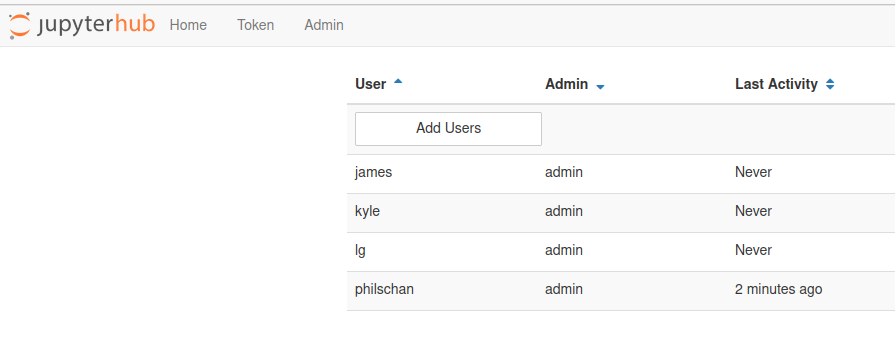 jupyterhub Home Token Admin
User Admin Last Activity
Add Users
james admin Never
kyle admin Never
lg admin Never
philschan admin 2 minutes ago